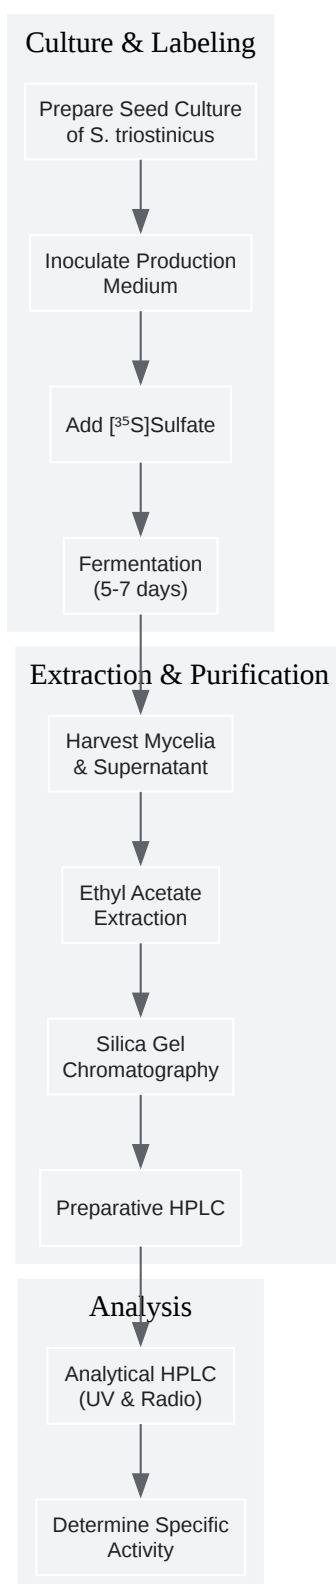 Culture & Labeling
Prepare Seed Culture
of S. triostinicus
Inoculate Production
Medium
Add [³⁵S]Sulfate
Fermentation
(5-7 days)
Extraction & Purification
Harvest Mycelia
& Supernatant
Ethyl Acetate
Extraction
Silica Gel
Chromatography
Preparative HPLC
Analysis
Analytical HPLC
(UV & Radio)
Determine Specific
Activity